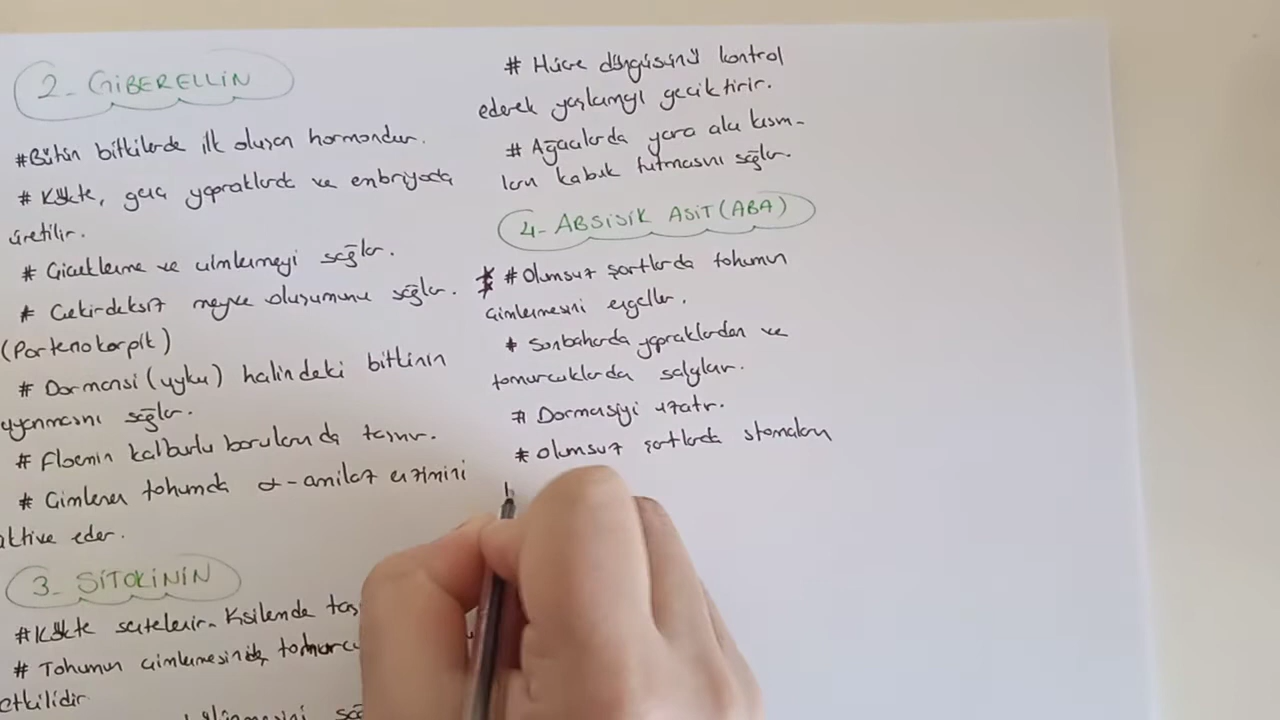 2- GİBERELLİN
#Bütün bitkilerde ilk oluşan hormondur.
# Kökte, genç yapraklarda ve embriyoda
üretilir.
# Çiçeklenme ve çimlenmeyi sağlar.
* Çekirdeksiz meyve oluşumunu sağlar.
(Partenokarpik)
# Dormansi (uyku) halindeki bitkinin
uyanmasını sağlar.
# Floemin kalburlu borularında taşınır.
# Çimlenen tohumda α-amilaz enzimini
aktive eder.
3- SİTOKİNİN
#Kökte sentezlenir. Ksilemde
# Tohumun çimlenmesinde,
etkilidir
# Hücre döngüsünü kontrol
ederek yaşlanmayı geciktirir.
# Ağaçlarda yara alan kısım-
ların kabuk tutmasını sağlar.
4- ABSİSİK ASİT (ABA)
# Olumsuz şartlarda tohumun
çimlenmesini engeller.
* Sonbaharda yapraklardan ve
tomurcuklarda salgılanır.
# Dormansiyi uzatır.
* Olumsuz şartlarda stomaların